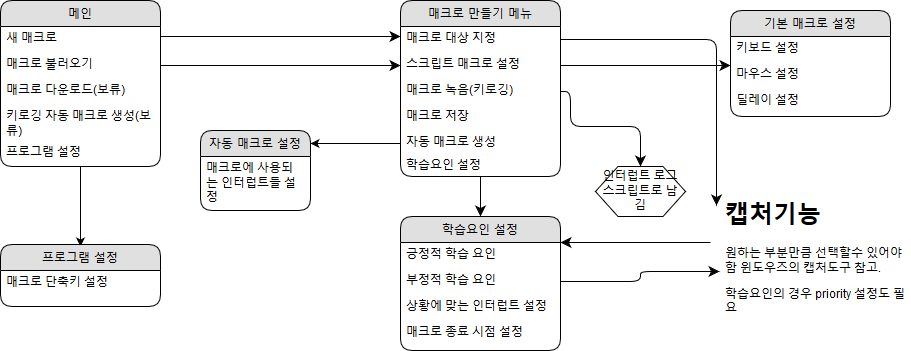 메인
새 매크로
매크로 불러오기
매크로 다운로드(보류)
키로깅 자동 매크로 생성(보
류)
프로그램 설정
매크로 만들기 메뉴
매크로 대상 지정
스크립트 매크로 설정
매크로 녹음(키로깅)
매크로 저장
자동 매크로 생성
학습요인 설정
기본 매크로 설정
키보드 설정
마우스 설정
딜레이 설정
자동 매크로 설정
매크로에 사용되
는 인터럽트들 설
정
인터럽트 로그
스크립트로 남
김
프로그램 설정
매크로 단축키 설정
학습요인 설정
긍정적 학습 요인
부정적 학습 요인
상황에 맞는 인터럽트 설정
매크로 종료 시점 설정
캡처기능
원하는 부분만큼 선택할수 있어야
함 윈도우즈의 캡처도구 참고.
학습요인의 경우 priority 설정도 필
요